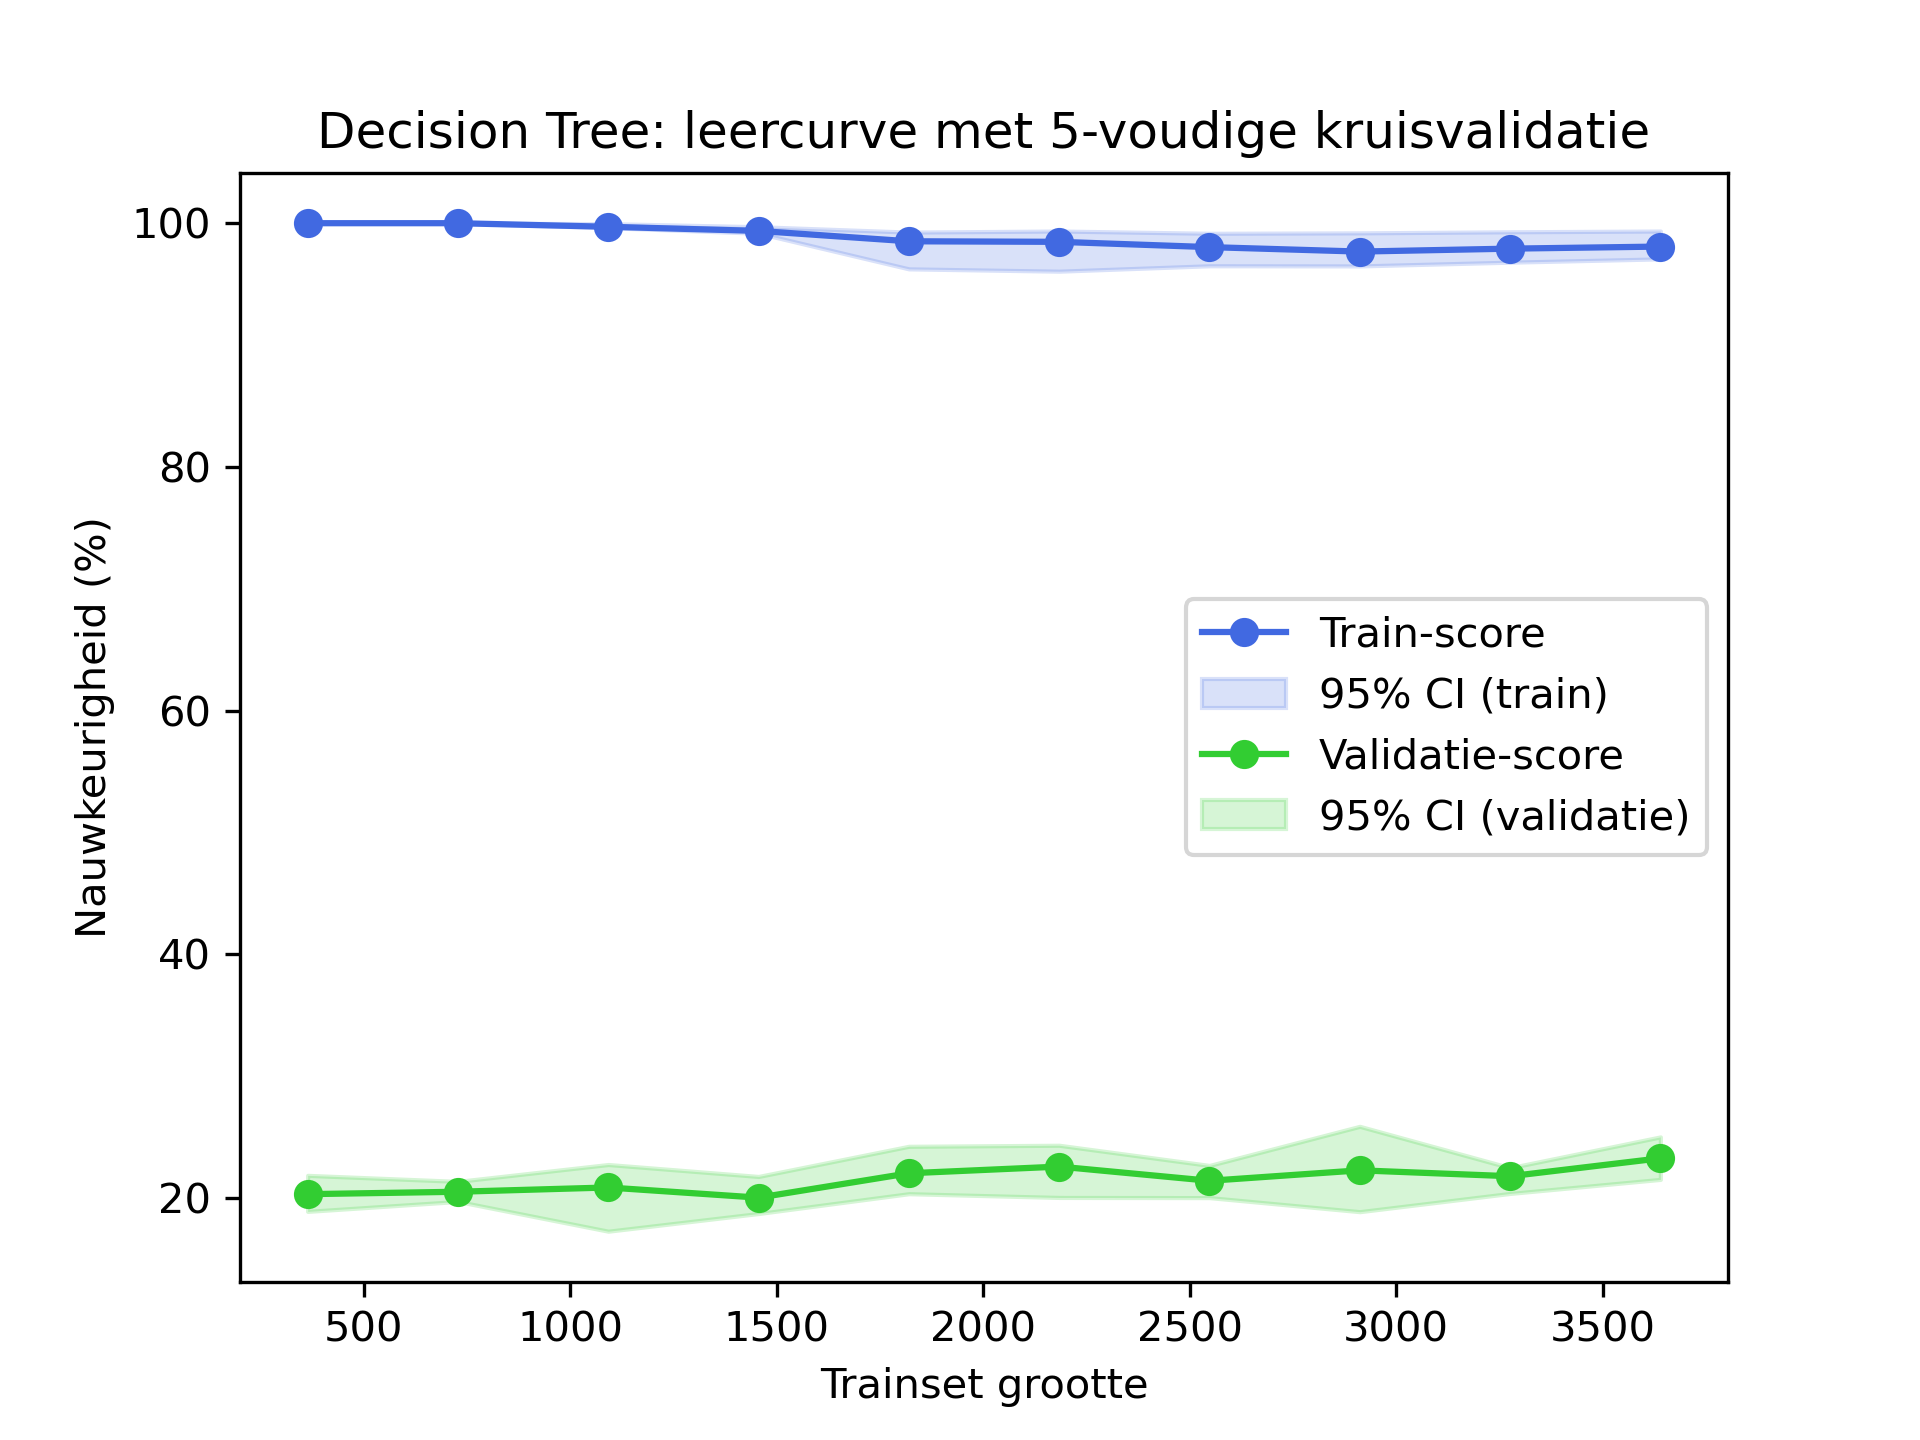 Decision Tree: leercurve met 5-voudige kruisvalidatie
100
80
60
40
20
Nauwkeurigheid (%)
Train-score
95% CI (train)
Validatie-score
95% CI (validatie)
500 1000 1500 2000 2500 3000 3500
Trainset grootte